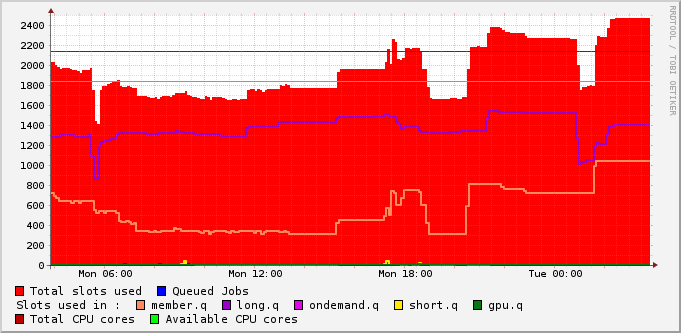 RRDTOOL / TOBI OETIKER
2400
2200
2000
1800
1600
1400
1200
1000
800
600
400
200
0
Mon 06:00 Mon 12:00 Mon 18:00 Tue 00:00
Total slots used Queued Jobs
Slots used in : member.q long.q ondemand.q short.q gpu.q
Total CPU cores Available CPU cores